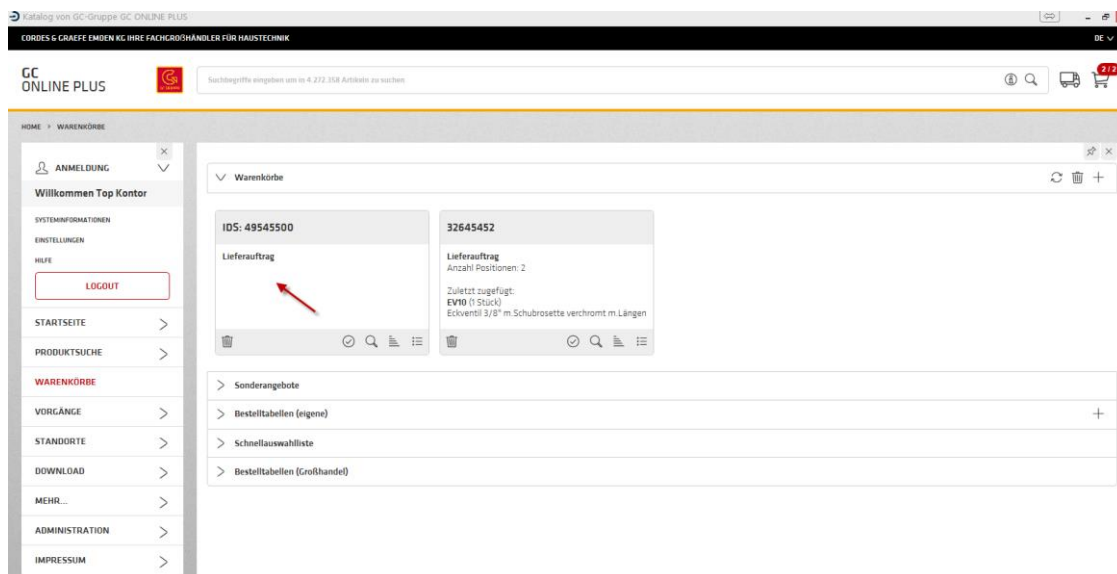 Katalog von GC-Gruppe GC ONLINE PLUS
CORDES & GRAEFE EMDEN KG IHRE FACHGROßHÄNDLER FÜR HAUSTECHNIK
DE
GC
ONLINE PLUS
Suchbegriffe eingeben um in 4.272.358 Artikeln zu suchen
2/2
HOME > WARENKÖRBE
ANMELDUNG
Willkommen Top Kontor
SYSTEMINFORMATIONEN
EINSTELLUNGEN
HILFE
LOGOUT
STARTSEITE
PRODUKTSUCHE
WARENKÖRBE
VORGÄNGE
STANDORTE
DOWNLOAD
MEHR...
ADMINISTRATION
IMPRESSUM
Warenkörbe
IDS: 49545500
Lieferauftrag
32645452
Lieferauftrag
Anzahl Positionen: 2
Zuletzt zugefügt:
EV10 (1 Stück)
Eckventil 3/8" m.Schubrosette verchromt m.Längen
Sonderangebote
Bestelltabellen (eigene)
Schnellauswahlliste
Bestelltabellen (Großhandel)